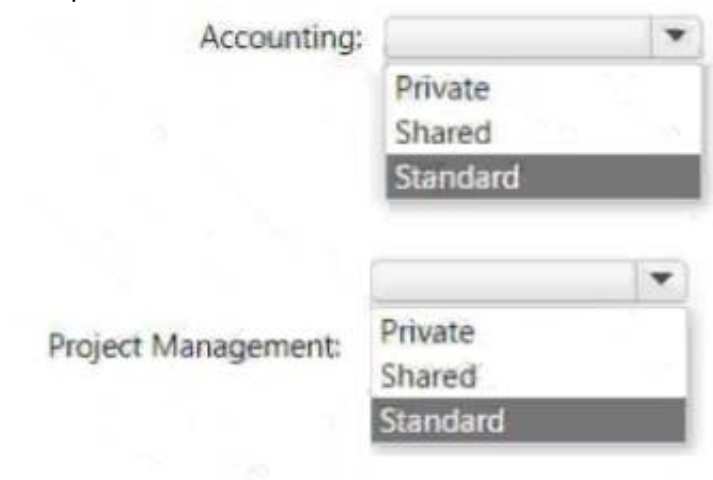 Accounting:
Private
Shared
Standard
Project Management:
Private
Shared
Standard